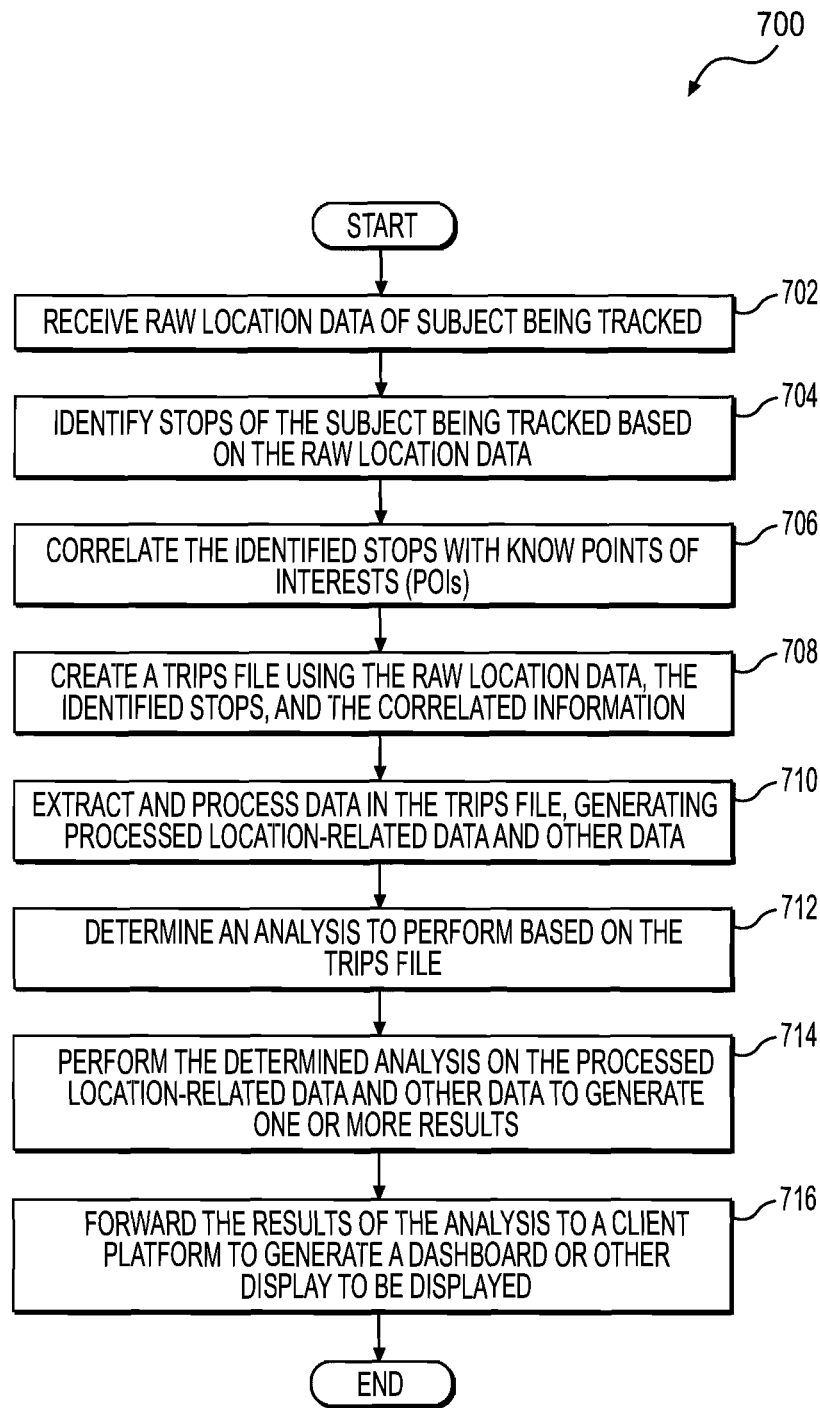 700
START
702
RECEIVE RAW LOCATION DATA OF SUBJECT BEING TRACKED
704
IDENTIFY STOPS OF THE SUBJECT BEING TRACKED BASED
ON THE RAW LOCATION DATA
706
CORRELATE THE IDENTIFIED STOPS WITH KNOW POINTS OF
INTERESTS (POIs)
708
CREATE A TRIPS FILE USING THE RAW LOCATION DATA, THE
IDENTIFIED STOPS, AND THE CORRELATED INFORMATION
710
EXTRACT AND PROCESS DATA IN THE TRIPS FILE, GENERATING
PROCESSED LOCATION-RELATED DATA AND OTHER DATA
712
DETERMINE AN ANALYSIS TO PERFORM BASED ON THE
TRIPS FILE
714
PERFORM THE DETERMINED ANALYSIS ON THE PROCESSED
LOCATION-RELATED DATA AND OTHER DATA TO GENERATE
ONE OR MORE RESULTS
716
FORWARD THE RESULTS OF THE ANALYSIS TO A CLIENT
PLATFORM TO GENERATE A DASHBOARD OR OTHER
DISPLAY TO BE DISPLAYED
END